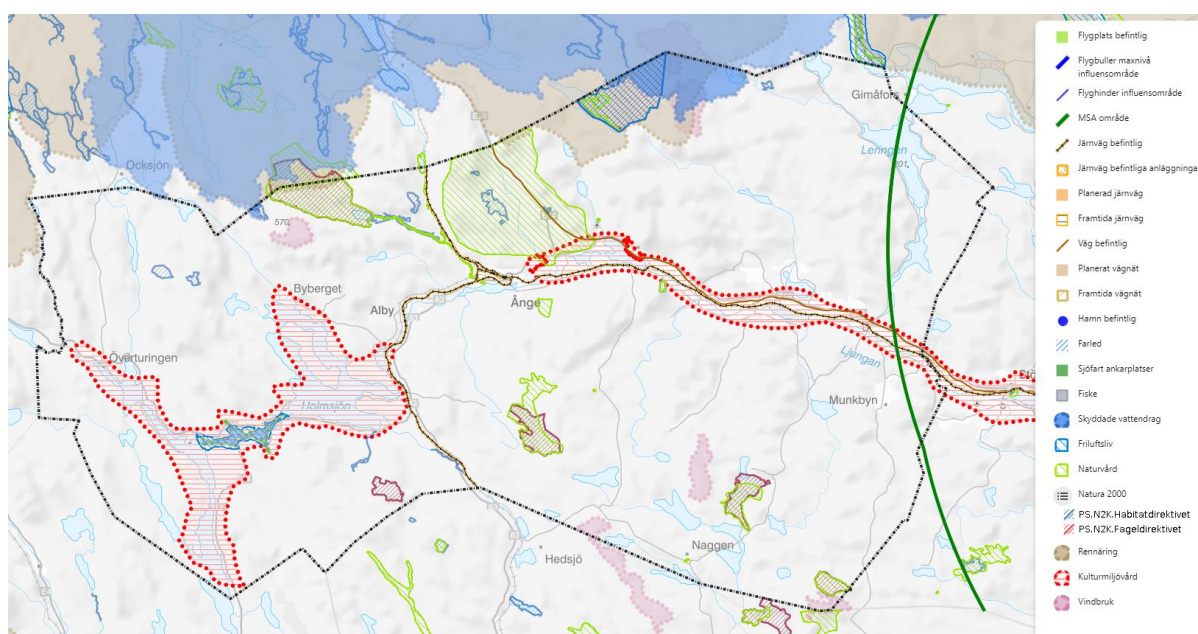 Gimåfors
Leringen
201
E14
Ocksjön
570
Byberget
Alby
Ånge
Överturingen
Holmsjön
Ljungan
Munkbyn
Hedsjö
Naggen
Flygplats befintlig
Flygbuller maxnivå
influensområde
Flyghinder influensområde
MSA område
Järnväg befintlig
Järnväg befintliga anläggninga
Planerad järnväg
Framtida järnväg
Väg befintlig
Planerat vägnät
Framtida vägnät
Hamn befintlig
Farled
Sjöfart ankarplatser
Fiske
Skyddade vattendrag
Friluftsliv
Naturvård
Natura 2000
PS.N2K.Habitatdirektivet
PS.N2K.Fageldirektivet
Rennäring
Kulturmiljövård
Vindbruk